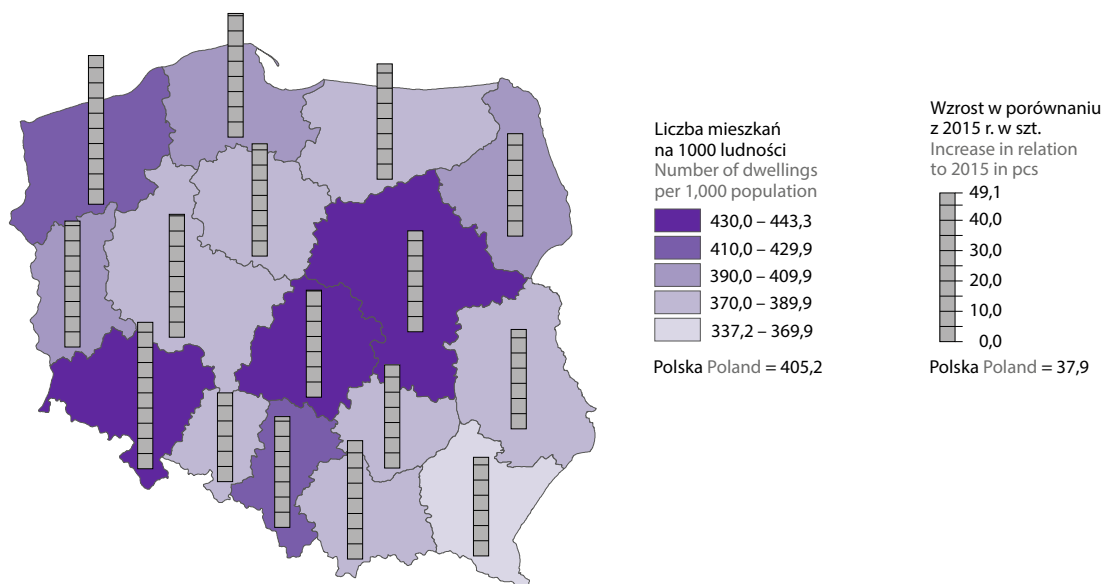 Liczba mieszkań
na 1000 ludności
Number of dwellings
per 1,000 population
430,0 – 443,3
410,0 – 429,9
390,0 – 409,9
370,0 – 389,9
337,2 – 369,9
Polska Poland = 405,2
Wzrost w porównaniu
z 2015 r. w szt.
Increase in relation
to 2015 in pcs
49,1
40,0
30,0
20,0
10,0
0,0
Polska Poland = 37,9